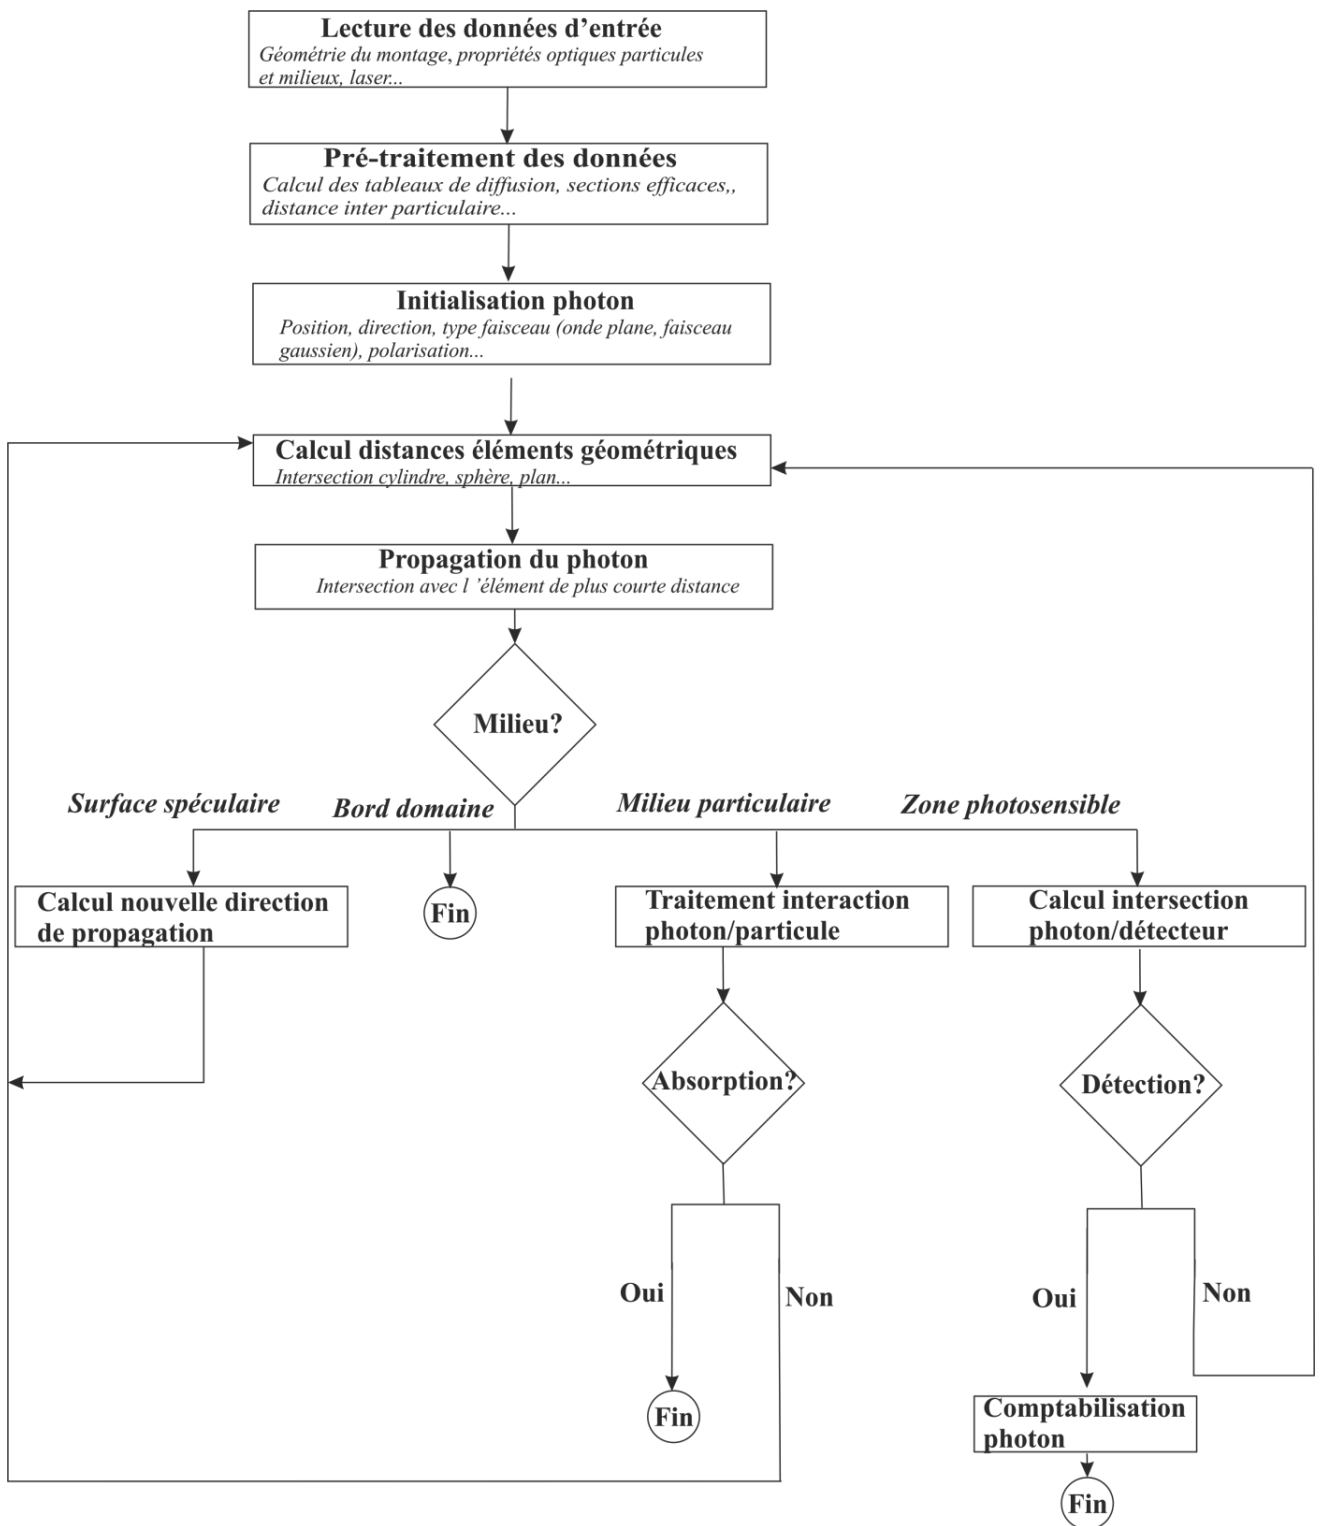 Lecture des données d’entrée
Géométrie du montage, propriétés optiques particules
et milieux, laser...
Pré-traitement des données
Calcul des tableaux de diffusion, sections efficaces,,
distance inter particulaire...
Initialisation photon
Position, direction, type faisceau (onde plane, faisceau
gaussien), polarisation...
Calcul distances éléments géométriques
Intersection cylindre, sphère, plan...
Propagation du photon
Intersection avec l ’élément de plus courte distance
Milieu?
Surface spéculaire
Bord domaine
Milieu particulaire
Zone photosensible
Calcul nouvelle direction
de propagation
Fin
Traitement interaction
photon/particule
Calcul intersection
photon/détecteur
Absorption?
Détection?
Oui
Non
Oui
Non
Fin
Comptabilisation
photon
Fin